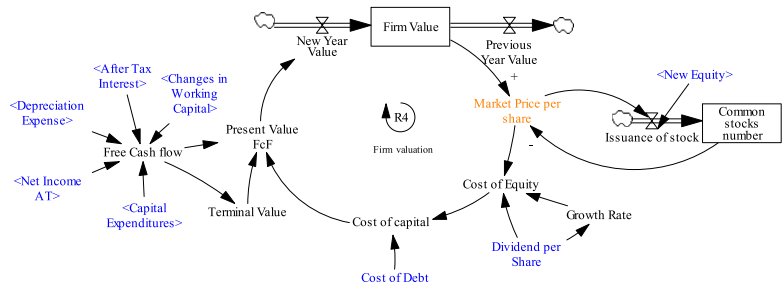 Firm Value
New Year
Value
Previous
Year Value
<After Tax
Interest>
<Changes in
Working
Capital>
<Depreciation
Expense>
+
Market Price per
share
<New Equity>
R4
Firm valuation
Present Value
FcF
Issuance of stock
Common
stocks
number
-
Free Cash flow
<Net Income
AT>
<Capital
Expenditures>
Terminal Value
Cost of Equity
Growth Rate
Cost of capital
Dividend per
Share
Cost of Debt